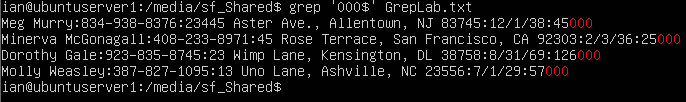 ian@ubuntuserver1:/media/sf_Shared$ grep '000$' GrepLab.txt
Meg Murry:834-938-8376:23445 Aster Ave., Allentown, NJ 83745:12/1/38:45000
Minerva McGonagall:408-233-8971:45 Rose Terrace, San Francisco, CA 92303:2/3/36:25000
Dorothy Gale:923-835-8745:23 Wimp Lane, Kensington, DL 38758:8/31/69:126000
Molly Weasley:387-827-1095:13 Uno Lane, Ashville, NC 23556:7/1/29:57000
ian@ubuntuserver1:/media/sf_Shared$